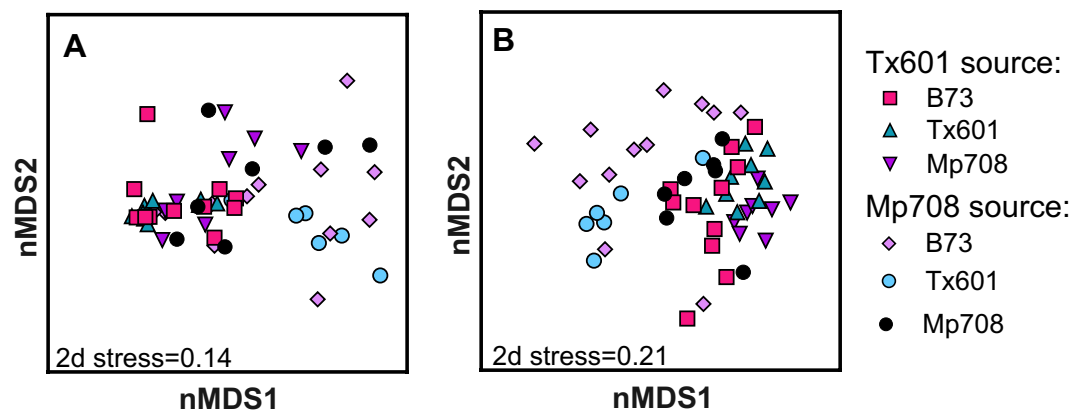 A
nMDS2
2d stress=0.14
nMDS1
B
nMDS2
2d stress=0.21
nMDS1
Tx601 source:
B73
Tx601
Mp708
Mp708 source:
B73
Tx601
Mp708